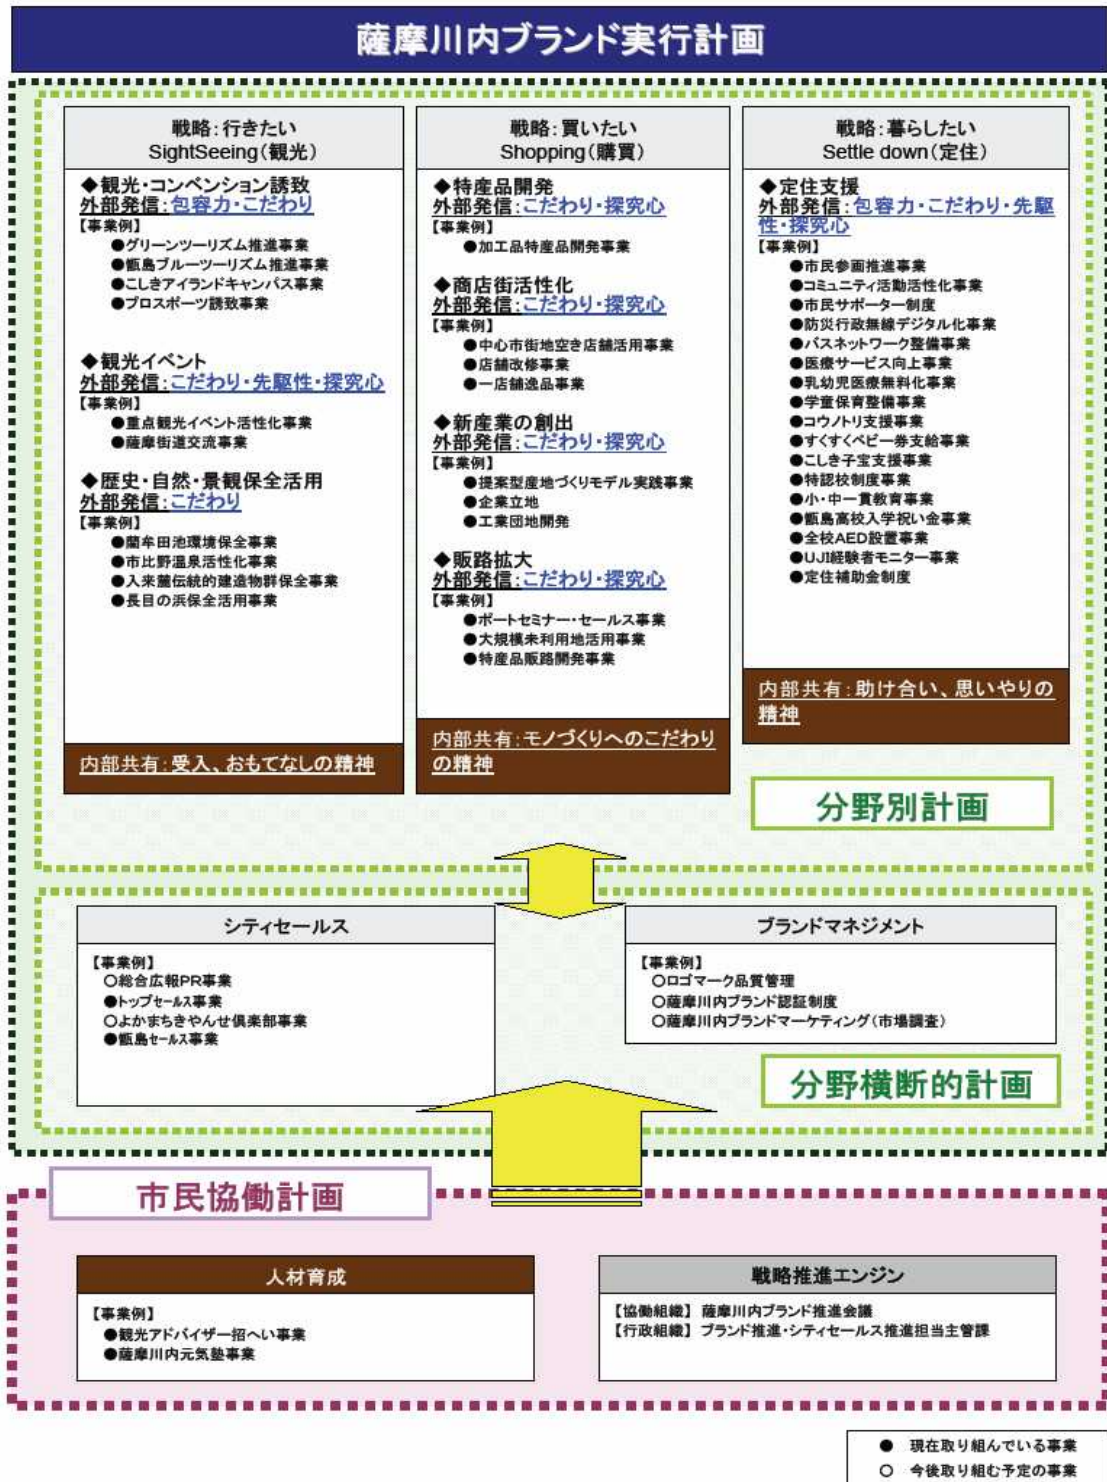 薩摩川内ブランド実行計画
戦略:行きたい
SightSeeing(観光)
◆観光・コンベンション誘致
外部発信:包容力・こだわり
【事業例】
●グリーンツーリズム推進事業
●甑島ブルーツーリズム推進事業
●こしきアイランドキャンパス事業
●プロスポーツ誘致事業
◆観光イベント
外部発信:こだわり・先駆性・探究心
【事業例】
●重点観光イベント活性化事業
●薩摩街道交流事業
◆歴史・自然・景観保全活用
外部発信:こだわり
【事業例】
●藺牟田池環境保全事業
●市比野温泉活性化事業
●入来麓伝統的建造物群保全事業
●長目の浜保全活用事業
内部共有:受入、おもてなしの精神
戦略:買いたい
Shopping(購買)
◆特産品開発
外部発信:こだわり・探究心
【事業例】
●加工品特産品開発事業
◆商店街活性化
外部発信:こだわり・探究心
【事業例】
●中心市街地空き店舗活用事業
●店舗改修事業
●一店舗逸品事業
◆新産業の創出
外部発信:こだわり・探究心
【事業例】
●提案型産地づくりモデル実践事業
●企業立地
●工業団地開発
◆販路拡大
外部発信:こだわり・探究心
【事業例】
●ポートセミナー・セールス事業
●大規模未利用地活用事業
●特産品販路開発事業
内部共有:モノづくりへのこだわり
の精神
戦略:暮らしたい
Settle down(定住)
◆定住支援
外部発信:包容力・こだわり・先駆
性・探究心
【事業例】
●市民参画推進事業
●コミュニティ活動活性化事業
●市民サポーター制度
●防災行政無線デジタル化事業
●バスネットワーク整備事業
●医療サービス向上事業
●乳幼児医療無料化事業
●学童保育整備事業
●コウノトリ支援事業
●すくすくベビー券支給事業
●こしき子宝支援事業
●特認校制度事業
●小・中一貫教育事業
●甑島高校入学祝い金事業
●全校AED設置事業
●UJI経験者モニター事業
●定住補助金制度
内部共有:助け合い、思いやりの
精神
分野別計画
シティセールス
【事業例】
○総合広報PR事業
●トップセールス事業
○よかまちきやんせ倶楽部事業
●甑島セールス事業
ブランドマネジメント
【事業例】
○ロゴマーク品質管理
○薩摩川内ブランド認証制度
○薩摩川内ブランドマーケティング(市場調査)
分野横断的計画
市民協働計画
人材育成
【事業例】
●観光アドバイザー招へい事業
●薩摩川内元気塾事業
戦略推進エンジン
【協働組織】 薩摩川内ブランド推進会議
【行政組織】 ブランド推進・シティセールス推進担当主管課
● 現在取り組んでいる事業
○ 今後取り組む予定の事業